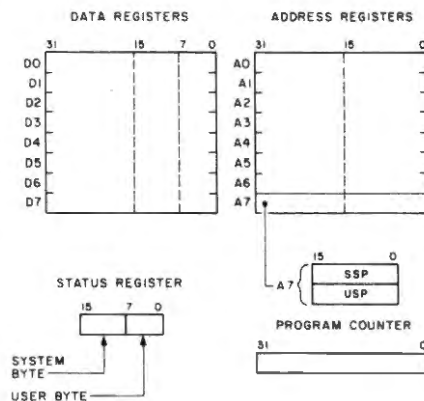 DATA REGISTERS
31 15 7 0
D0
D1
D2
D3
D4
D5
D6
D7
ADDRESS REGISTERS
31 15 0
A0
A1
A2
A3
A4
A5
A6
A7
15 0
A7
SSP
USP
STATUS REGISTER
15 7 0
SYSTEM
BYTE
USER BYTE
PROGRAM COUNTER
31 0